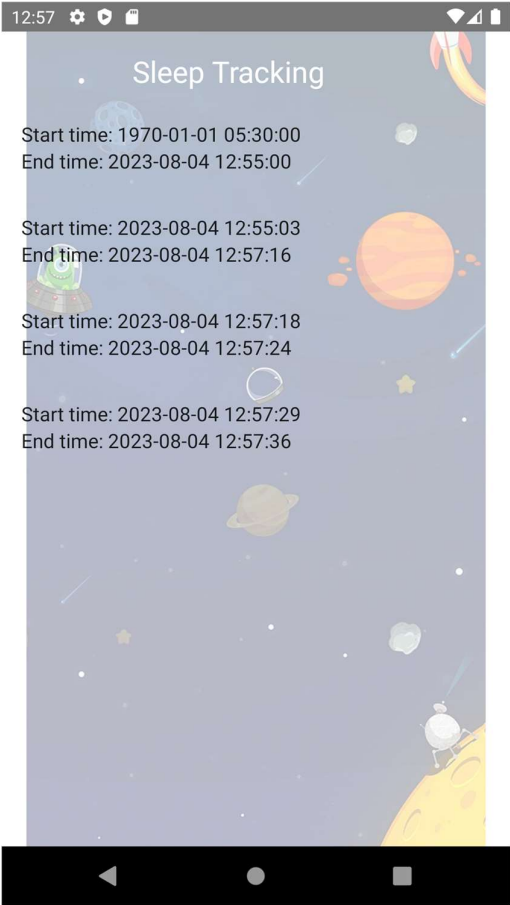 12:57
Sleep Tracking
Start time: 1970-01-01 05:30:00
End time: 2023-08-04 12:55:00
Start time: 2023-08-04 12:55:03
End time: 2023-08-04 12:57:16
Start time: 2023-08-04 12:57:18
End time: 2023-08-04 12:57:24
Start time: 2023-08-04 12:57:29
End time: 2023-08-04 12:57:36